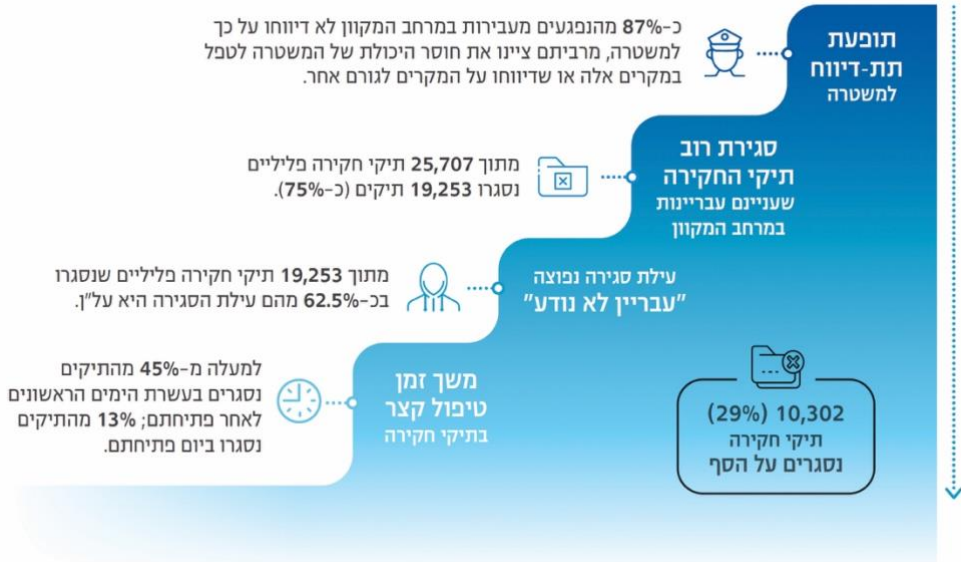 תופעת
תת-דיווח
למשטרה
כ-87% מהנפגעים מעבירות במרחב המקוון לא דיווחו על כך
למשטרה, מרביתם ציינו את חוסר היכולת של המשטרה לטפל
במקרים אלה או שדיווחו על המקרים לגורם אחר.
סגירת רוב
תיקי החקירה
שעניינם עבריינות
במרחב המקוון
מתוך 25,707 תיקי חקירה פליליים
נסגרו 19,253 תיקים (כ-75%).
עילת סגירה נפוצה
"עבריין לא נודע"
מתוך 19,253 תיקי חקירה פליליים שנסגרו
בכ-62.5% מהם עילת הסגירה היא על"ן.
משך זמן
טיפול קצר
בתיקי חקירה
למעלה מ-45% מהתיקים
נסגרים בעשרת הימים הראשונים
לאחר פתיחתם; 13% מהתיקים
נסגרו ביום פתיחתם.
10,302 (29%)
תיקי חקירה
נסגרים על הסף